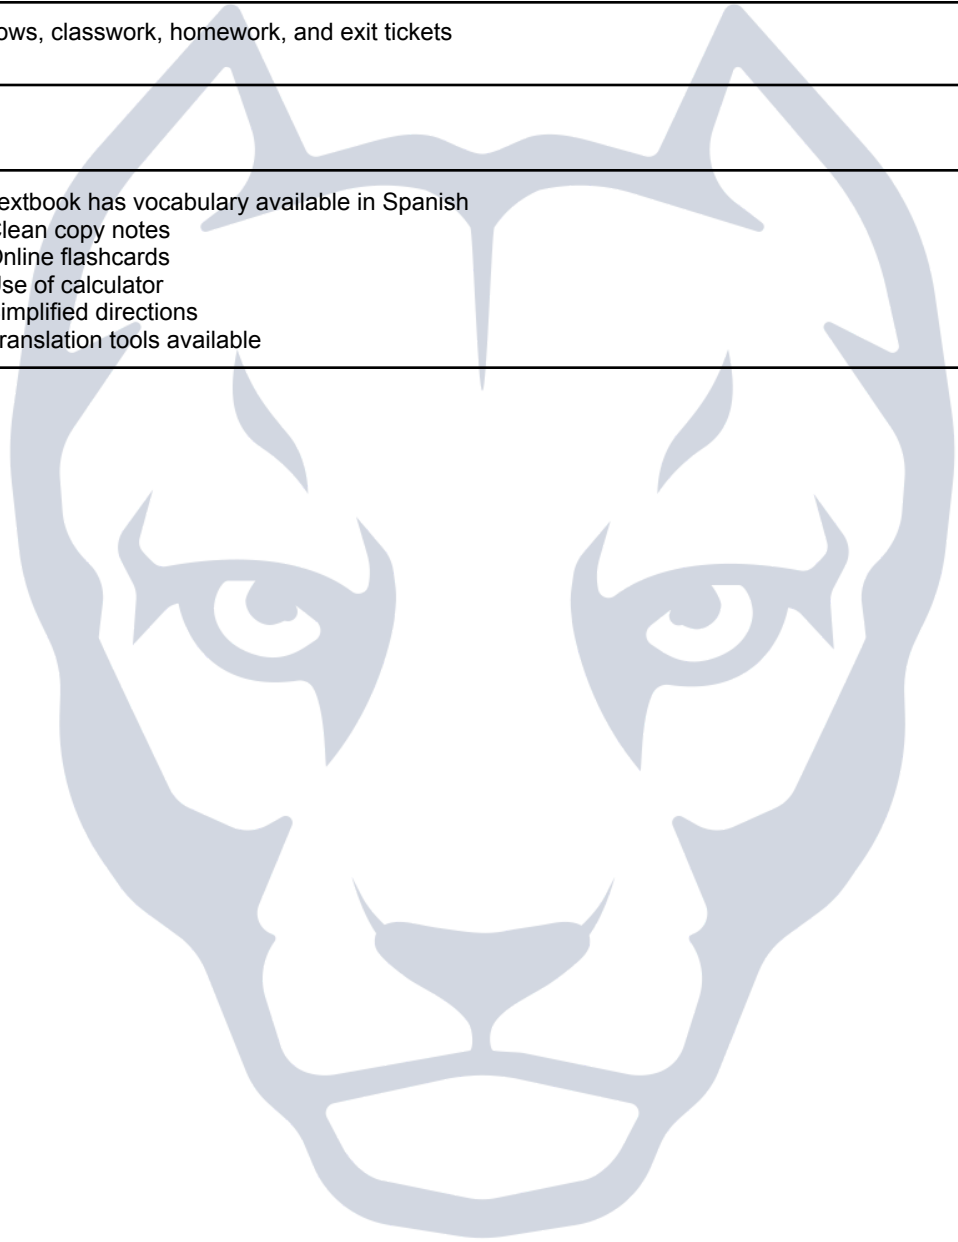 ows, classwork, homework, and exit tickets
extbook has vocabulary available in Spanish
lean copy notes
nline flashcards
se of calculator
implified directions
ranslation tools available